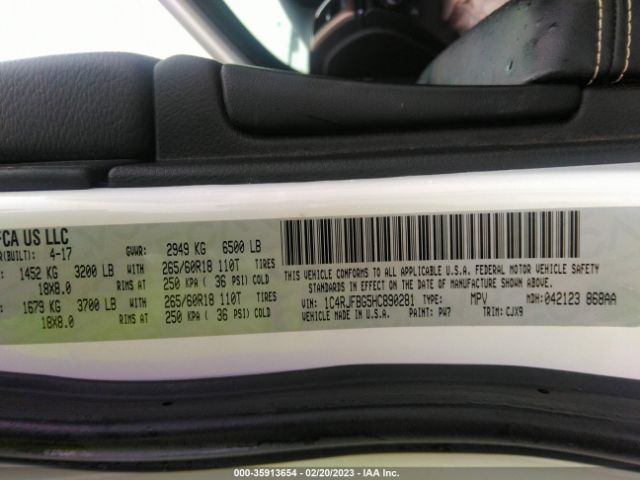 FCA US LLC
R(BUILT): 4-17 GVWR: 2949 KG 6500 LB
1452 KG 3200 LB WITH 265/60R18 110T TIRES
18X8.0 RIMS AT 250 KPA ( 36 PSI) COLD
1679 KG 3700 LB WITH 265/60R18 110T TIRES
18X8.0 RIMS AT 250 KPA ( 36 PSI) COLD
THIS VEHICLE CONFORMS TO ALL APPLICABLE U.S.A. FEDERAL MOTOR VEHICLE SAFETY
STANDARDS IN EFFECT ON THE DATE OF MANUFACTURE SHOWN ABOVE.
VIN: 1C4RJFBG5HC890281 TYPE: MPV MDH: 042123 868AA
VEHICLE MADE IN U.S.A. PAINT: PW7 TRIM: CJX9
000-35913654 - 02/20/2023 - IAA Inc.